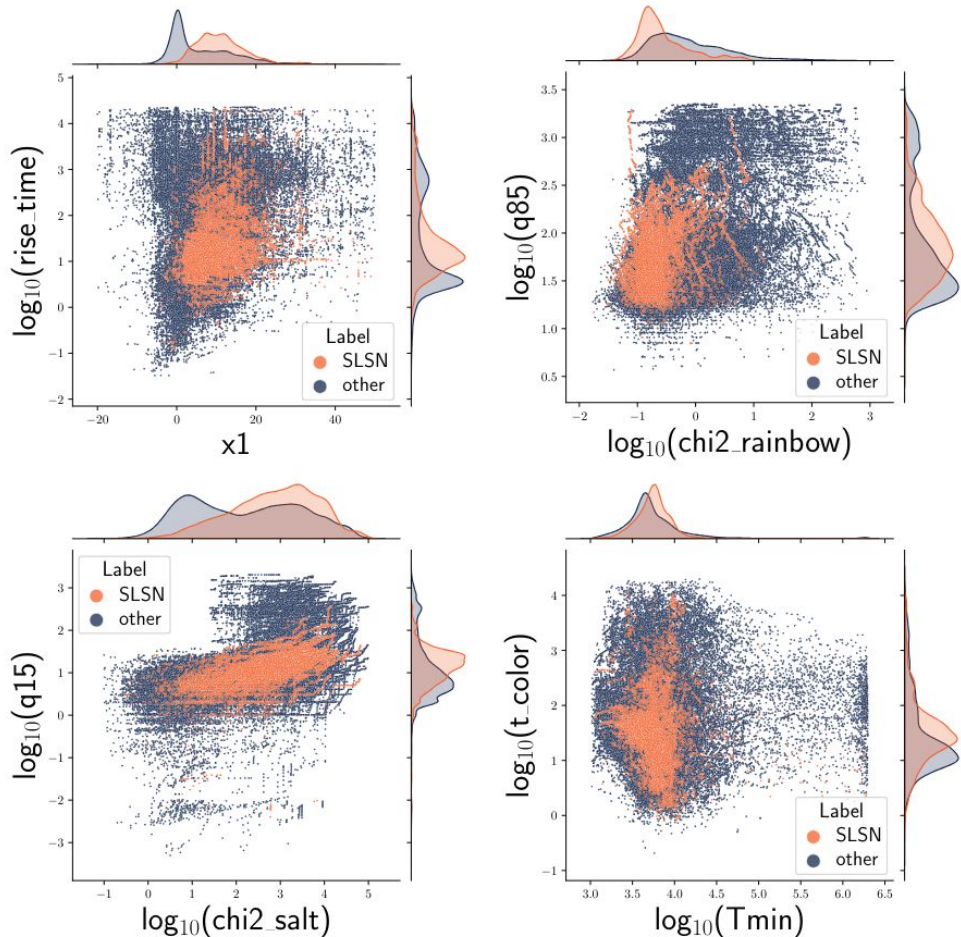 5
4
3
2
1
0
−1
−2
log₁₀(rise_time)
−20 0 20 40
x1
Label
SLSN
other
3.5
3.0
2.5
2.0
1.5
1.0
0.5
log₁₀(q85)
−2 −1 0 1 2 3
log₁₀(chi2_rainbow)
Label
SLSN
other
3
2
1
0
−1
−2
−3
log₁₀(q15)
−1 0 1 2 3 4 5
log₁₀(chi2_salt)
Label
SLSN
other
4
3
2
1
0
−1
log₁₀(t_color)
3.0 3.5 4.0 4.5 5.0 5.5 6.0 6.5
log₁₀(Tmin)
Label
SLSN
other